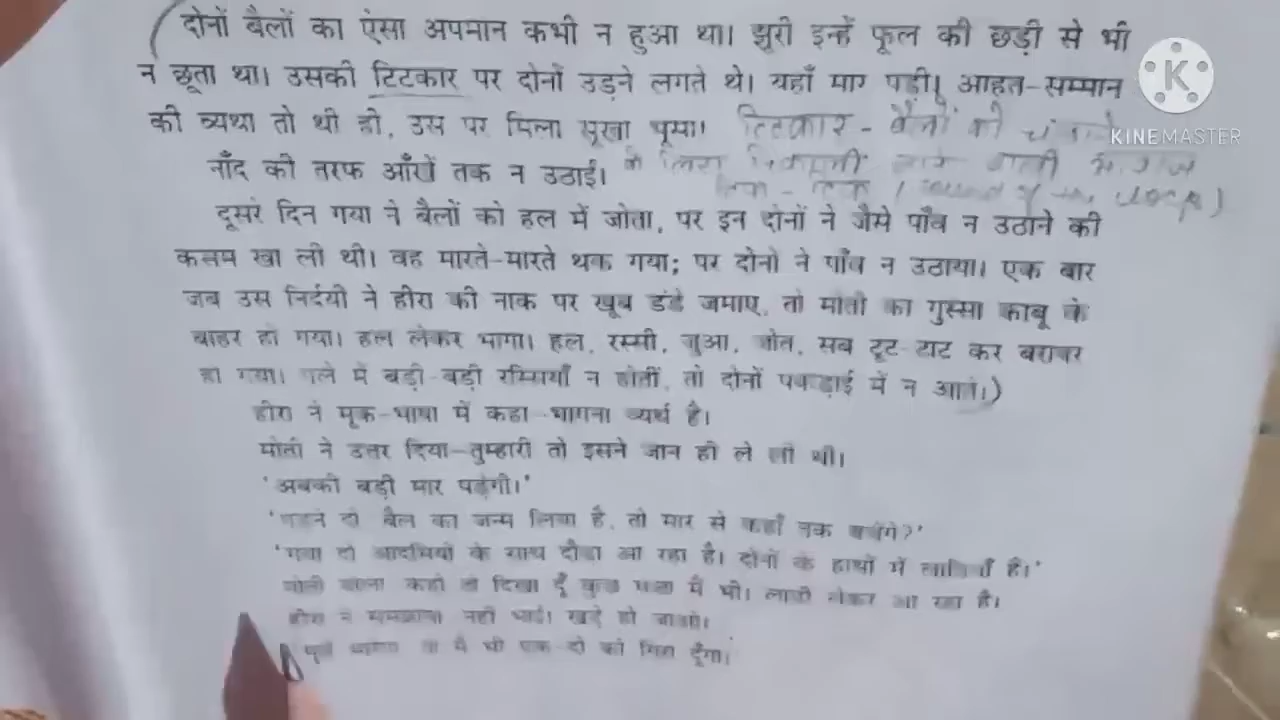 (दोनों बैलों का ऐसा अपमान कभी न हुआ था। झूरी इन्हें फूल की छड़ी से भी
न छूता था। उसकी टिटकार पर दोनों उड़ने लगते थे। यहाँ मार पड़ी। आहत-सम्मान
की व्यथा तो थी ही, उस पर मिला सूखा भूसा। टिटकार - बैलों को
KINEMASTER
नाँद की तरफ आँखें तक न उठाईं। के लिए वाली
दूसरे दिन गया ने बैलों को हल में जोता, पर इन दोनों ने जैसे पाँव न उठाने की
कसम खा ली थी। वह मारते-मारते थक गया; पर दोनों ने पाँव न उठाया। एक बार
जब उस निर्दयी ने हीरा की नाक पर खूब डंडे जमाए, तो मोती का गुस्सा काबू के
बाहर हो गया। हल लेकर भागा। हल, रस्सी, जुआ, जोत, सब टूट-टाट कर बराबर
हो गया। गले में बड़ी-बड़ी रस्सियाँ न होतीं, तो दोनों पकड़ाई में न आते।)
हीरा ने मूक-भाषा में कहा-भागना व्यर्थ है।
मोती ने उत्तर दिया-तुम्हारी तो इसने जान ही ले ली थी।
'अबकी बड़ी मार पड़ेगी।'
'पड़ने दो बैल का जन्म लिया है, तो मार से कहाँ तक बचेंगे?'
'गया दो आदमियों के साथ दौड़ा आ रहा है। दोनों के हाथों में लाठियाँ हैं।'
मोती बोला कहो तो दिखा दूँ कुछ मजा मैं भी। लाठी लेकर आ रहा है।
हीरा ने समझाया नहीं भाई! खड़े हो जाओ।
तो मैं भी एक-दो को गिरा दूँगा।'